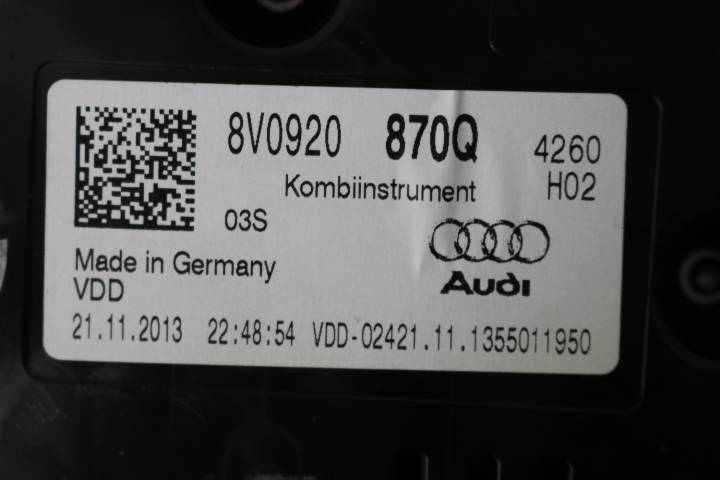 8V0920 870Q 4260
Kombiinstrument H02
03S
Audi
Made in Germany
VDD
21.11.2013 22:48:54 VDD-02421.11.1355011950